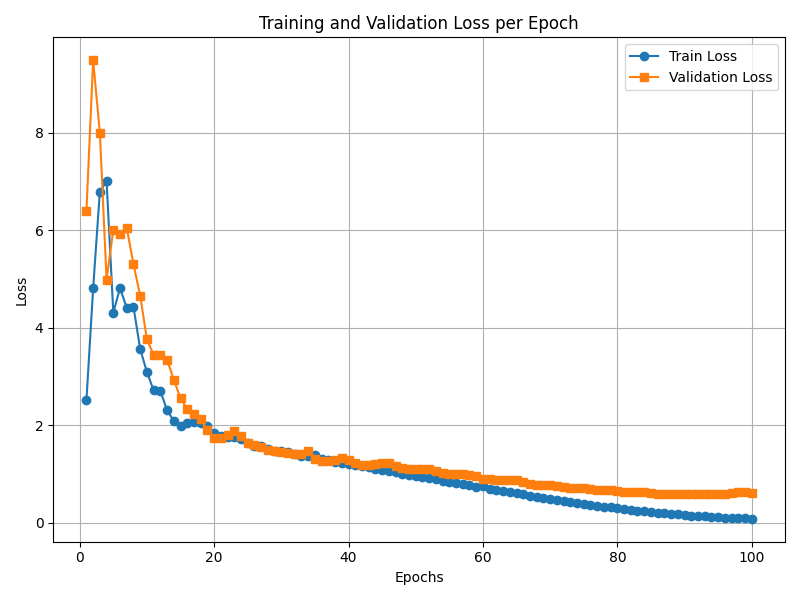 Training and Validation Loss per Epoch
Train Loss
Validation Loss
Loss
8
6
4
2
0
0 20 40 60 80 100
Epochs